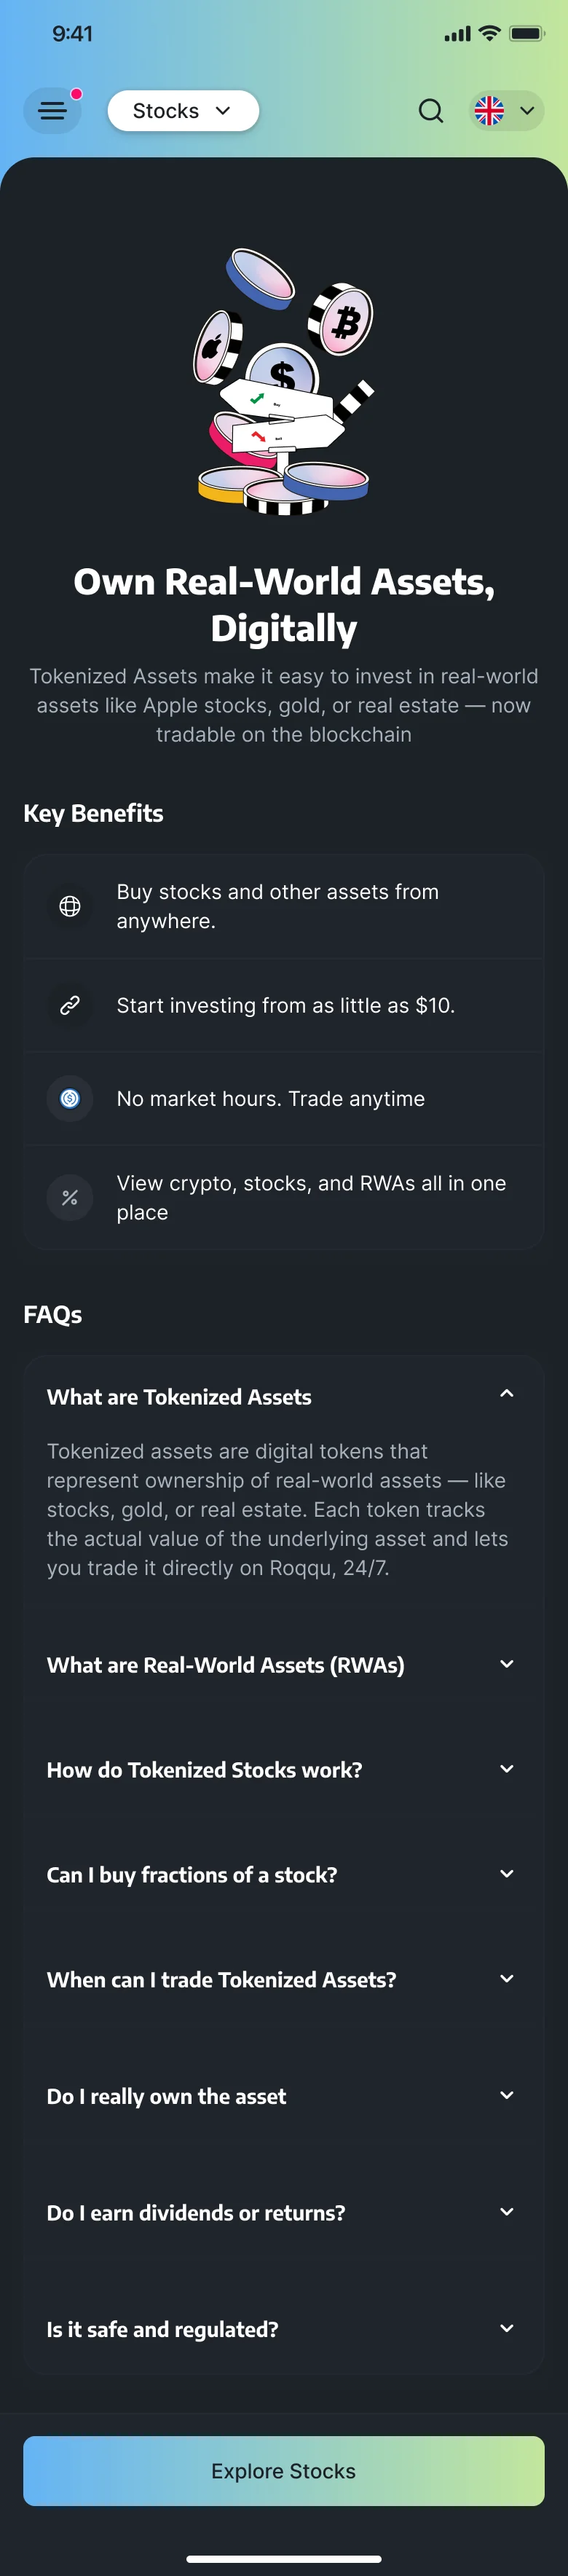 9:41
Stocks
$
Buy
Sell
Own Real-World Assets,
Digitally
Tokenized Assets make it easy to invest in real-world
assets like Apple stocks, gold, or real estate — now
tradable on the blockchain
Key Benefits
Buy stocks and other assets from
anywhere.
Start investing from as little as $10.
No market hours. Trade anytime
View crypto, stocks, and RWAs all in one
place
FAQs
What are Tokenized Assets
Tokenized assets are digital tokens that
represent ownership of real-world assets — like
stocks, gold, or real estate. Each token tracks
the actual value of the underlying asset and lets
you trade it directly on Roqqu, 24/7.
What are Real-World Assets (RWAs)
How do Tokenized Stocks work?
Can I buy fractions of a stock?
When can I trade Tokenized Assets?
Do I really own the asset
Do I earn dividends or returns?
Is it safe and regulated?
Explore Stocks